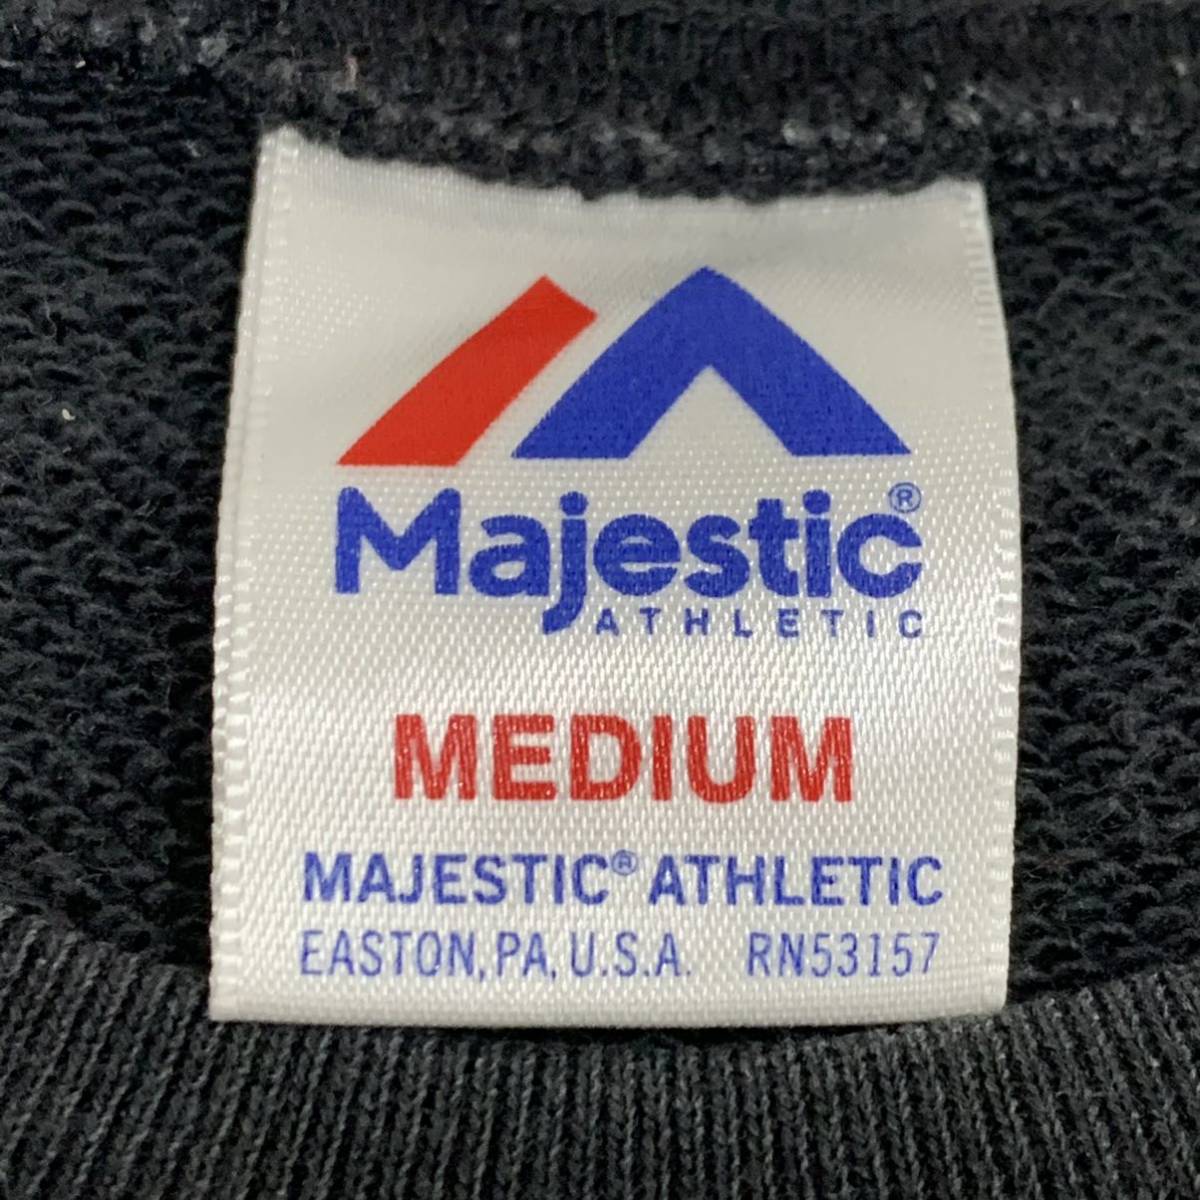 Majestic®
ATHLETIC
MEDIUM
MAJESTIC® ATHLETIC
EASTON, PA, U.S.A. RN53157